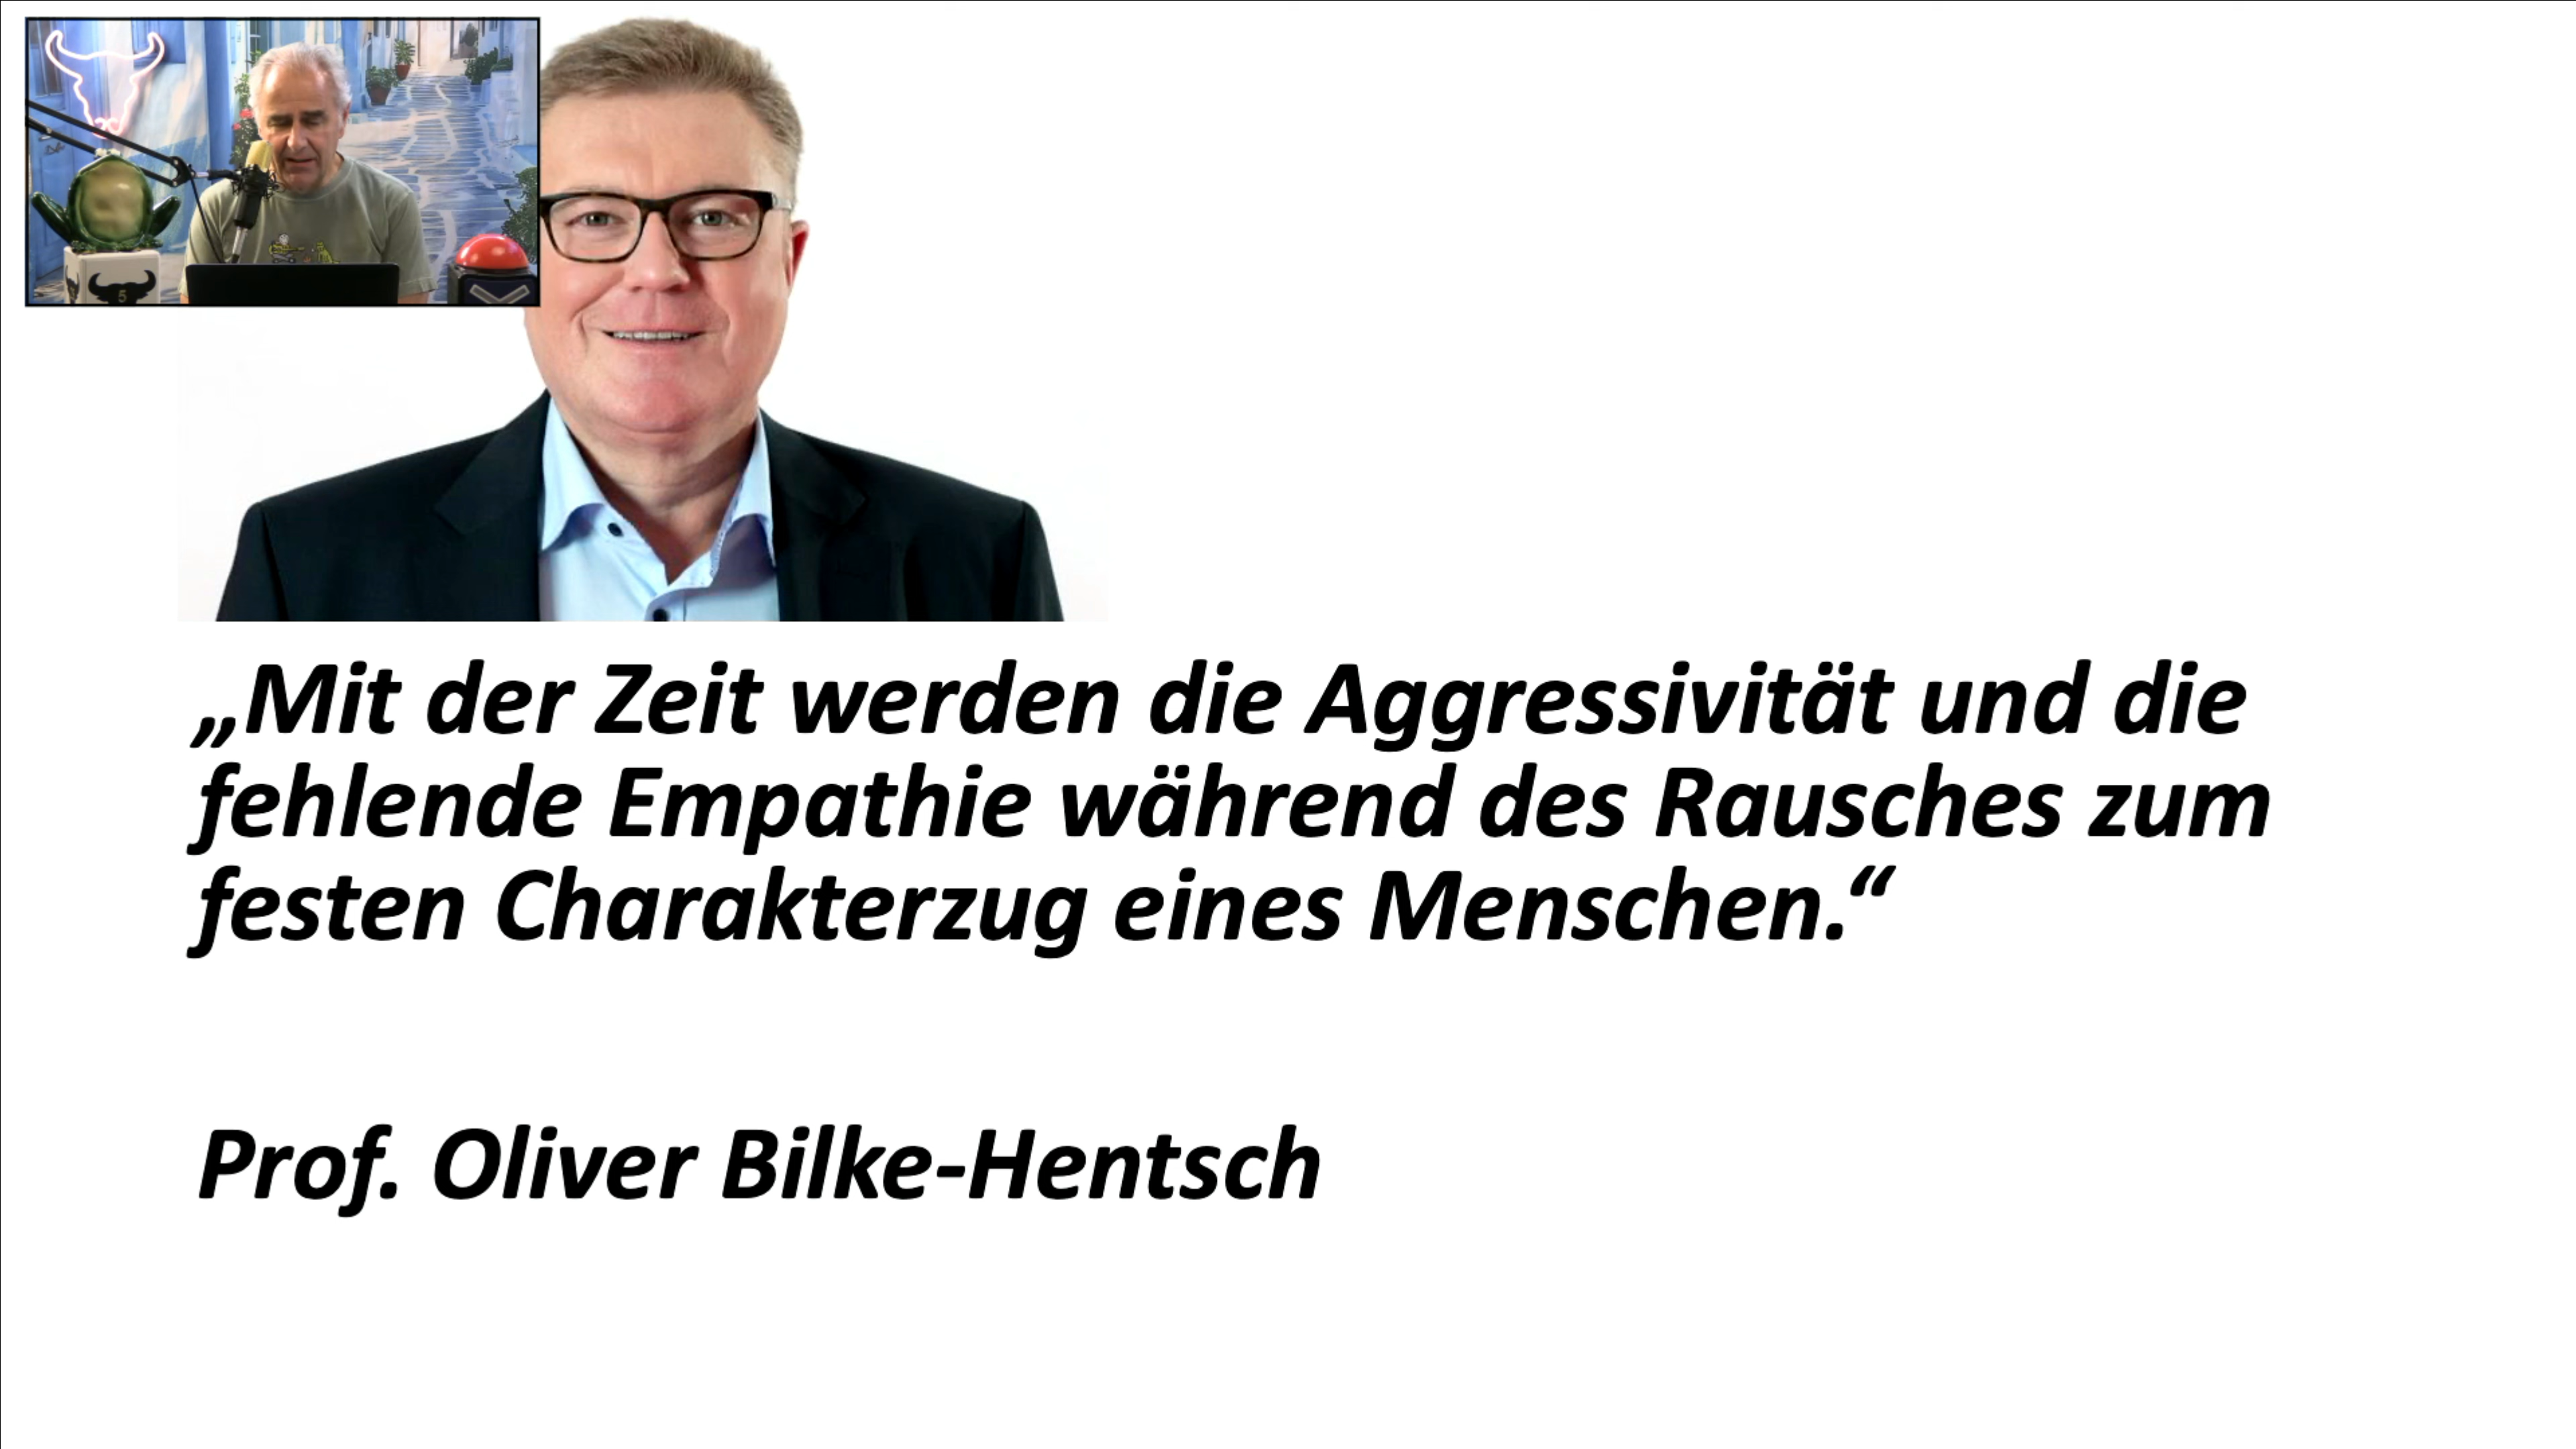 5
„Mit der Zeit werden die Aggressivität und die
fehlende Empathie während des Rausches zum
festen Charakterzug eines Menschen.“
Prof. Oliver Bilke-Hentsch